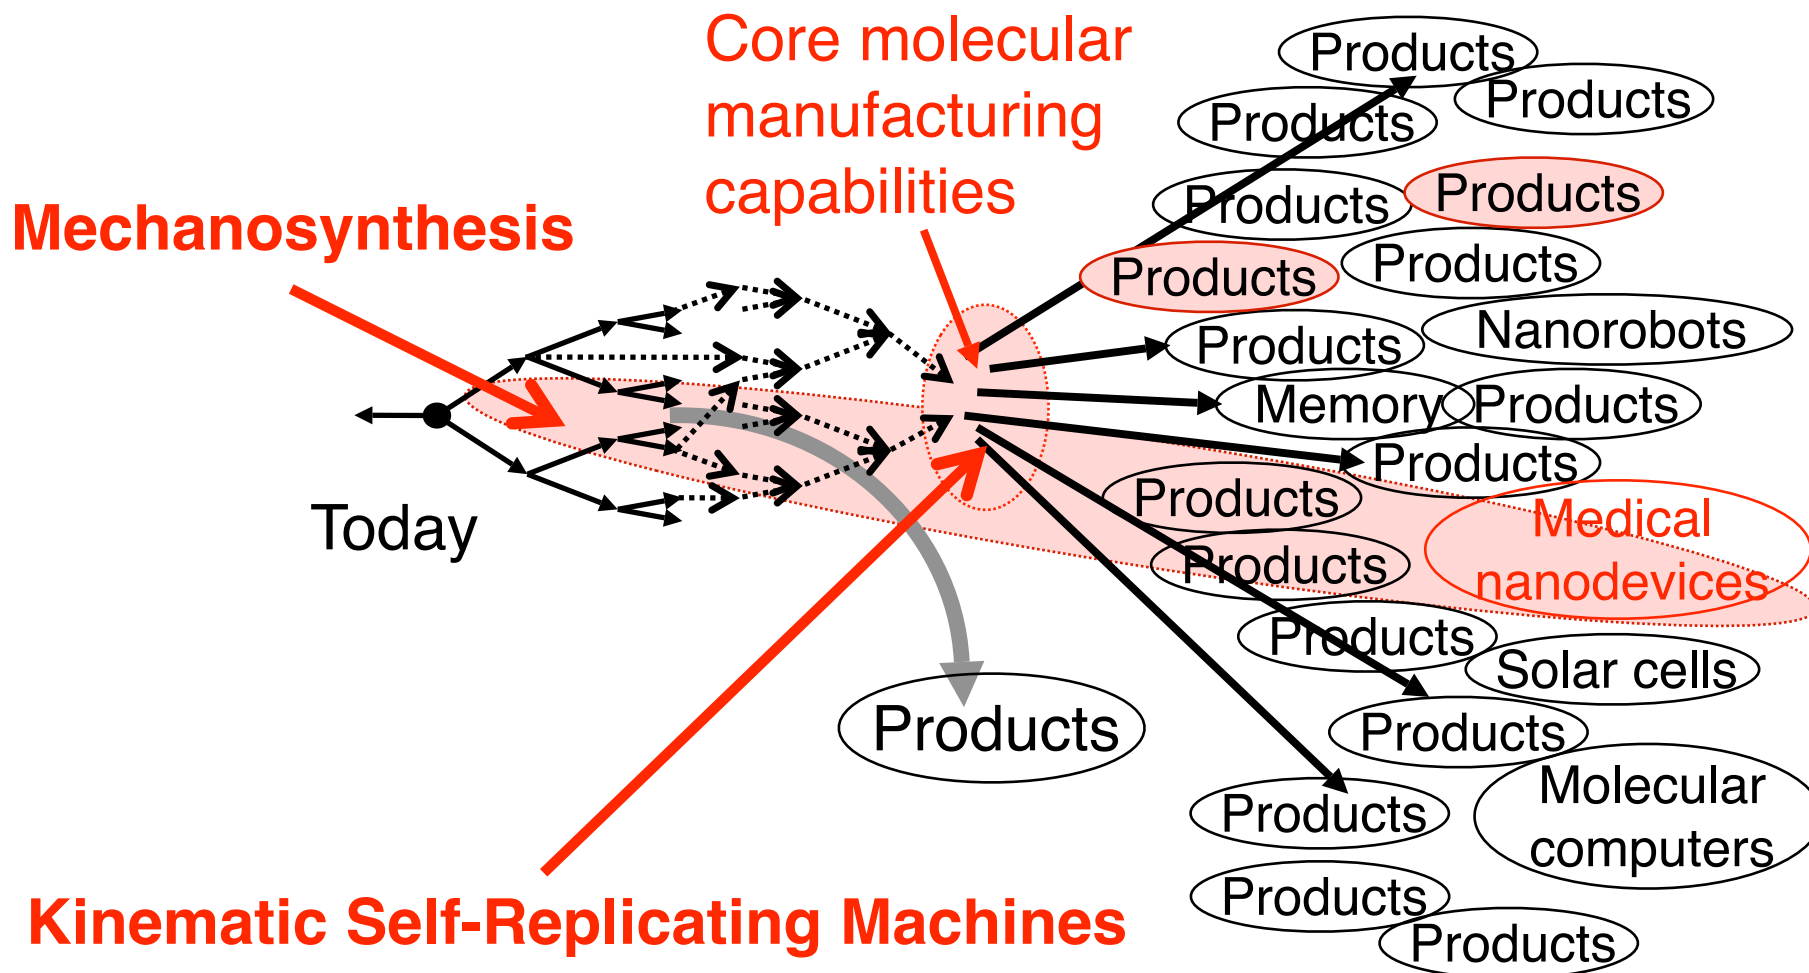 Core molecular
manufacturing
capabilities
Mechanosynthesis
Today
Kinematic Self-Replicating Machines
Products
Products
Products
Products
Products
Products
Products
Products
Nanorobots
Products
Memory
Products
Products
Products
Medical
nanodevices
Products
Products
Solar cells
Products
Products
Molecular
computers
Products
Products
Products